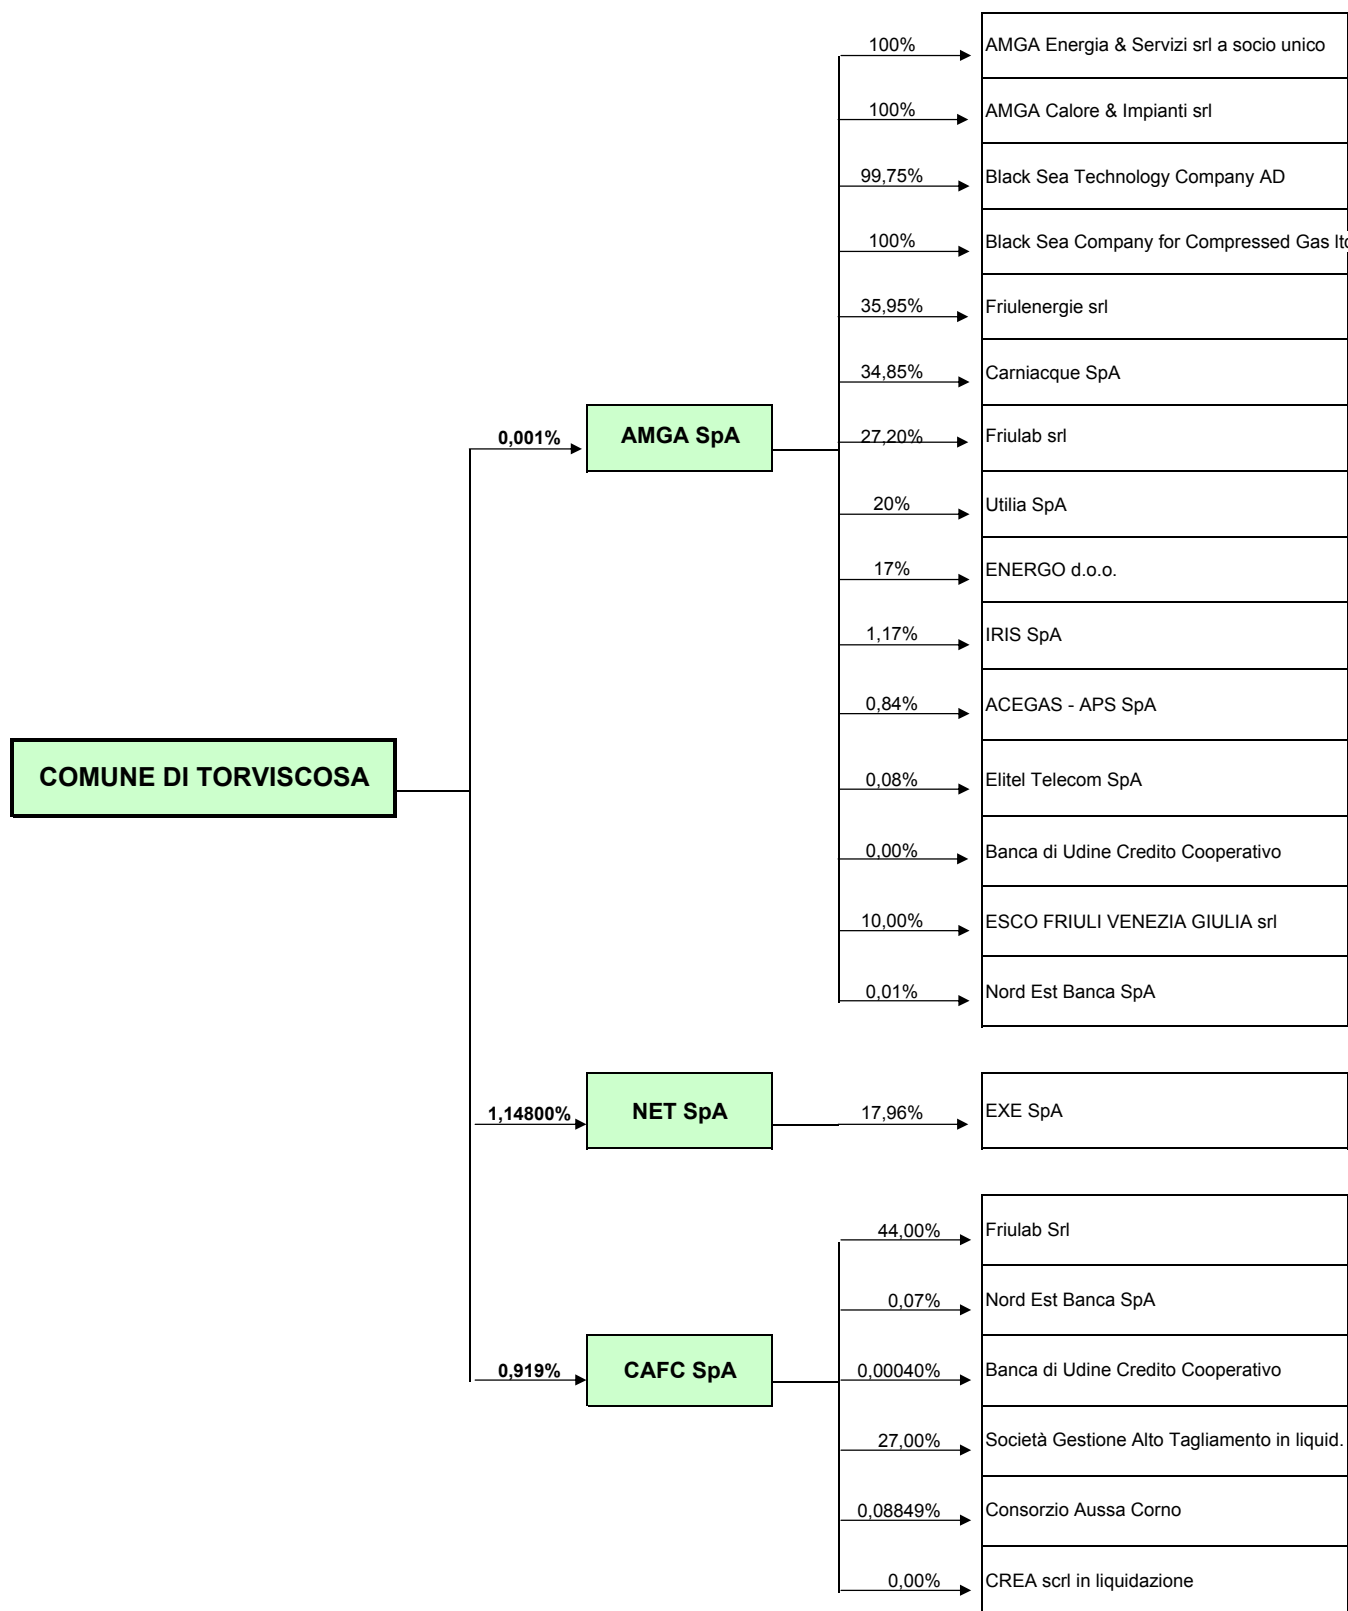 100% AMGA Energia & Servizi srl a socio unico
100% AMGA Calore & Impianti srl
99,75% Black Sea Technology Company AD
100% Black Sea Company for Compressed Gas ltd
35,95% Friulenergie srl
34,85% Carniacque SpA
0,001% AMGA SpA 27,20% Friulab srl
20% Utilia SpA
17% ENERGO d.o.o.
1,17% IRIS SpA
0,84% ACEGAS - APS SpA
COMUNE DI TORVISCOSA 0,08% Elitel Telecom SpA
0,00% Banca di Udine Credito Cooperativo
10,00% ESCO FRIULI VENEZIA GIULIA srl
0,01% Nord Est Banca SpA
1,14800% NET SpA 17,96% EXE SpA
44,00% Friulab Srl
0,07% Nord Est Banca SpA
0,919% CAFC SpA 0,00040% Banca di Udine Credito Cooperativo
27,00% Società Gestione Alto Tagliamento in liquid.
0,08849% Consorzio Aussa Corno
0,00% CREA scrl in liquidazione